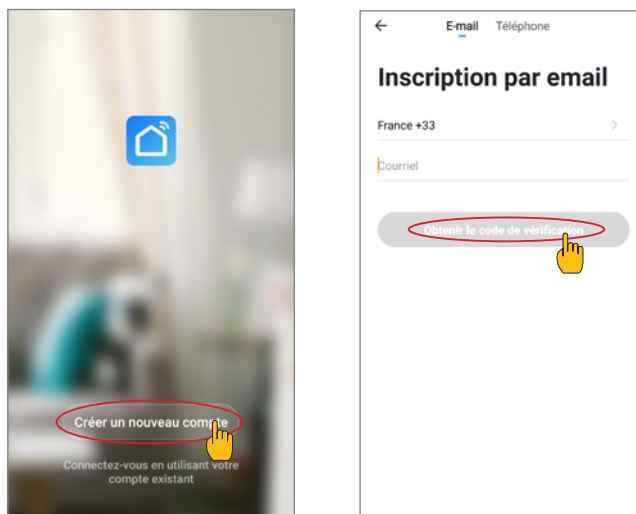 Créer un nouveau compte
Connectez-vous en utilisant votre
compte existant
E-mail Téléphone
Inscription par email
France +33
Courriel
Obtenir le code de vérification